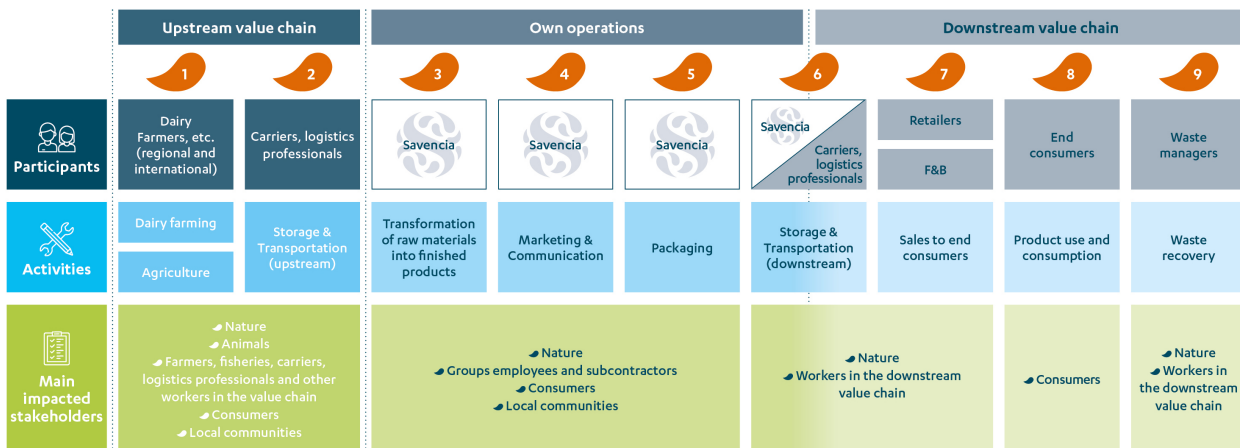 Upstream value chain
Own operations
Downstream value chain
1
2
3
4
5
6
7
8
9
Participants
Dairy
Farmers, etc.
(regional and
international)
Carriers, logistics
professionals
Savencia
Savencia
Savencia
Savencia
Carriers,
logistics
professionals
Retailers
F&B
End
consumers
Waste
managers
Activities
Dairy farming
Agriculture
Storage &
Transportation
(upstream)
Transformation
of raw materials
into finished
products
Marketing &
Communication
Packaging
Storage &
Transportation
(downstream)
Sales to end
consumers
Product use and
consumption
Waste
recovery
Main
impacted
stakeholders
Nature
Animals
Farmers, fisheries, carriers,
logistics professionals and other
workers in the value chain
Consumers
Local communities
Nature
Groups employees and subcontractors
Consumers
Local communities
Nature
Workers in the downstream
value chain
Consumers
Nature
Workers in
the downstream
value chain